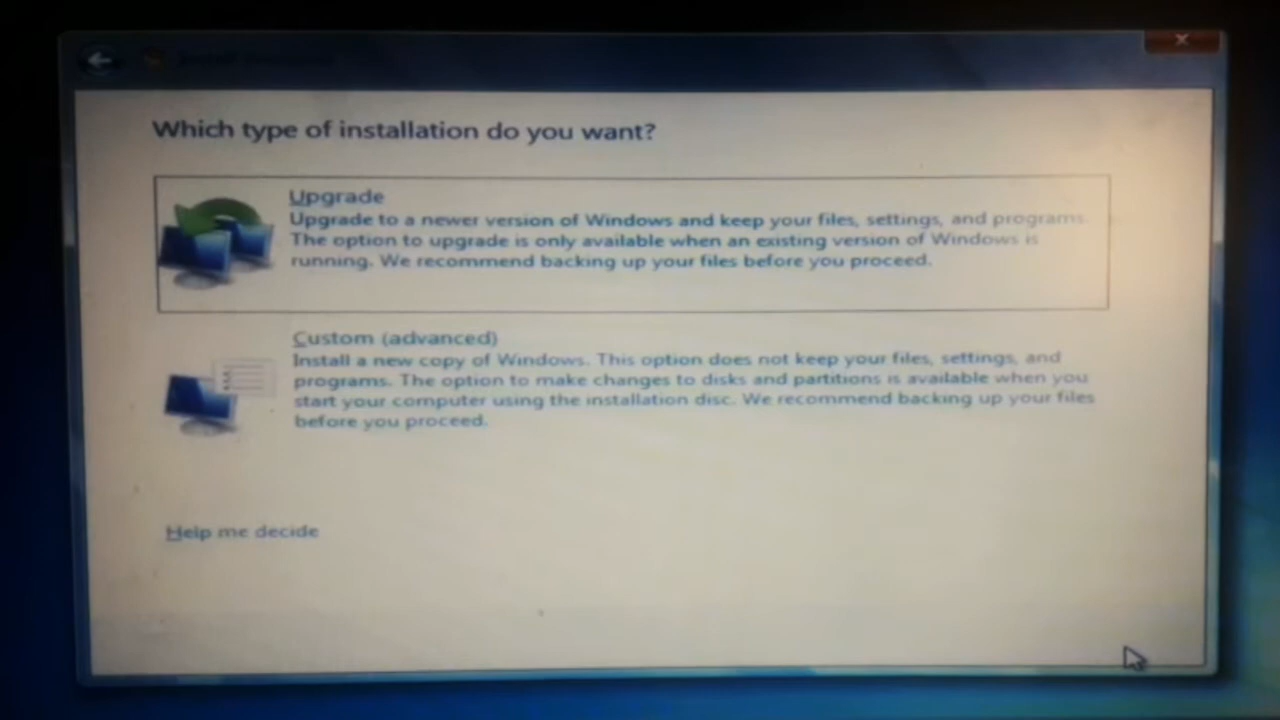 Which type of installation do you want?
Upgrade
Upgrade to a newer version of Windows and keep your files, settings, and programs.
The option to upgrade is only available when an existing version of Windows is
running. We recommend backing up your files before you proceed.
Custom (advanced)
Install a new copy of Windows. This option does not keep your files, settings, and
programs. The option to make changes to disks and partitions is available when you
start your computer using the installation disc. We recommend backing up your files
before you proceed.
Help me decide